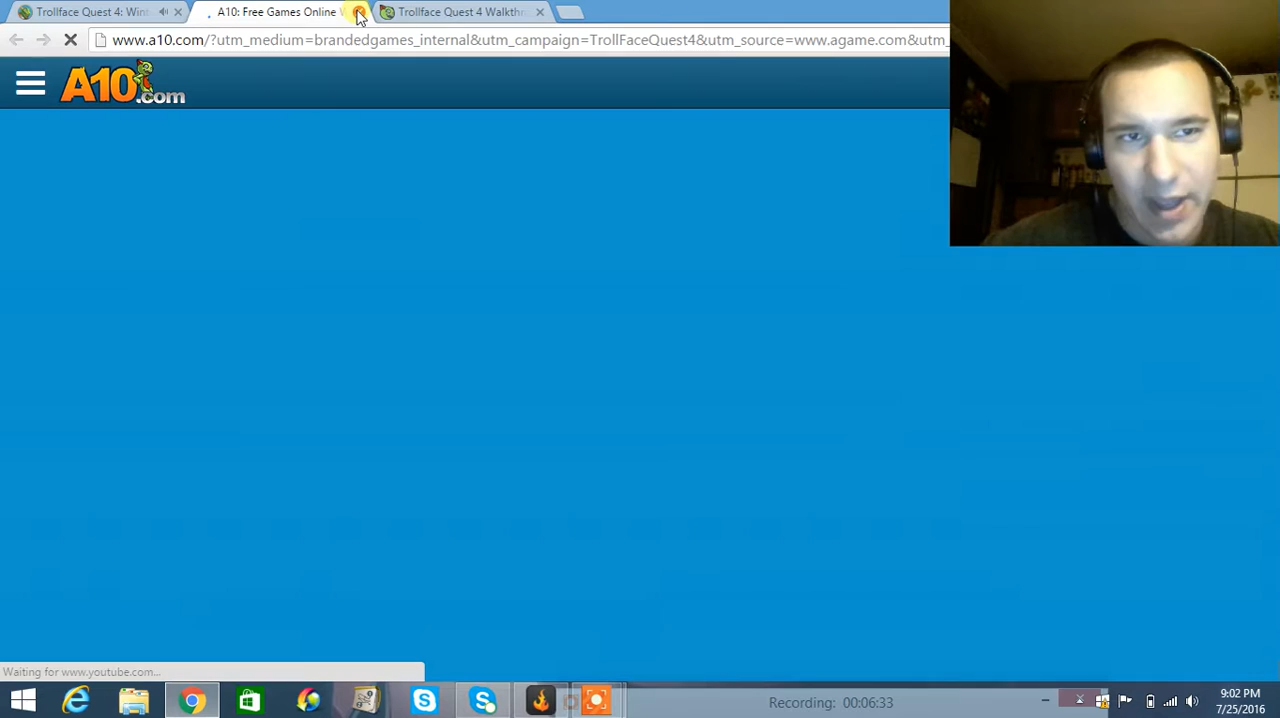 Trollface Quest 4: Wint
A10: Free Games Online
Trollface Quest 4 Walkthr
www.a10.com/?utm_medium=brandedgames_internal&utm_campaign=TrollFaceQuest4&utm_source=www.agame.com&utm_
A10.com
Waiting for www.youtube.com...
Recording: 00:06:33
9:02 PM
7/25/2016